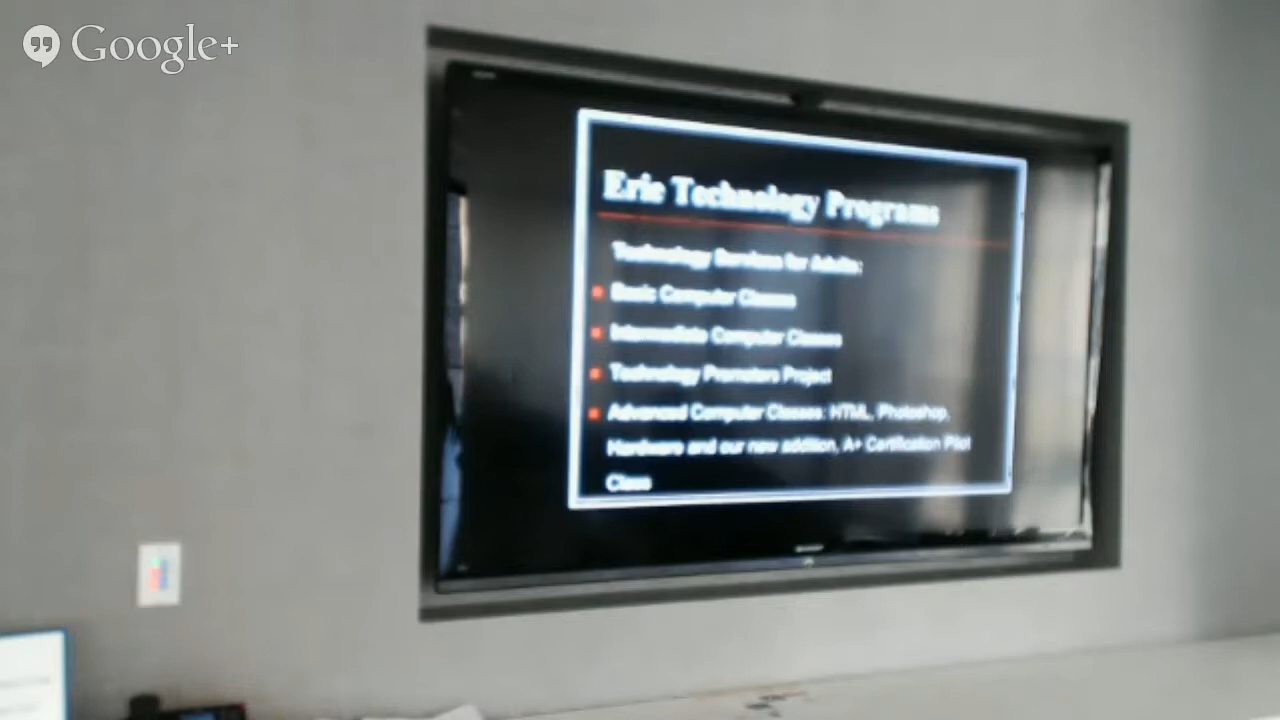 Google+
Erie Technology Programs
Technology Services for Adults:
Basic Computer Classes
Intermediate Computer Classes
Technology Promoters Project
Advanced Computer Classes: HTML, Photoshop,
Hardware and our new addition, A+ Certification Pilot
Class